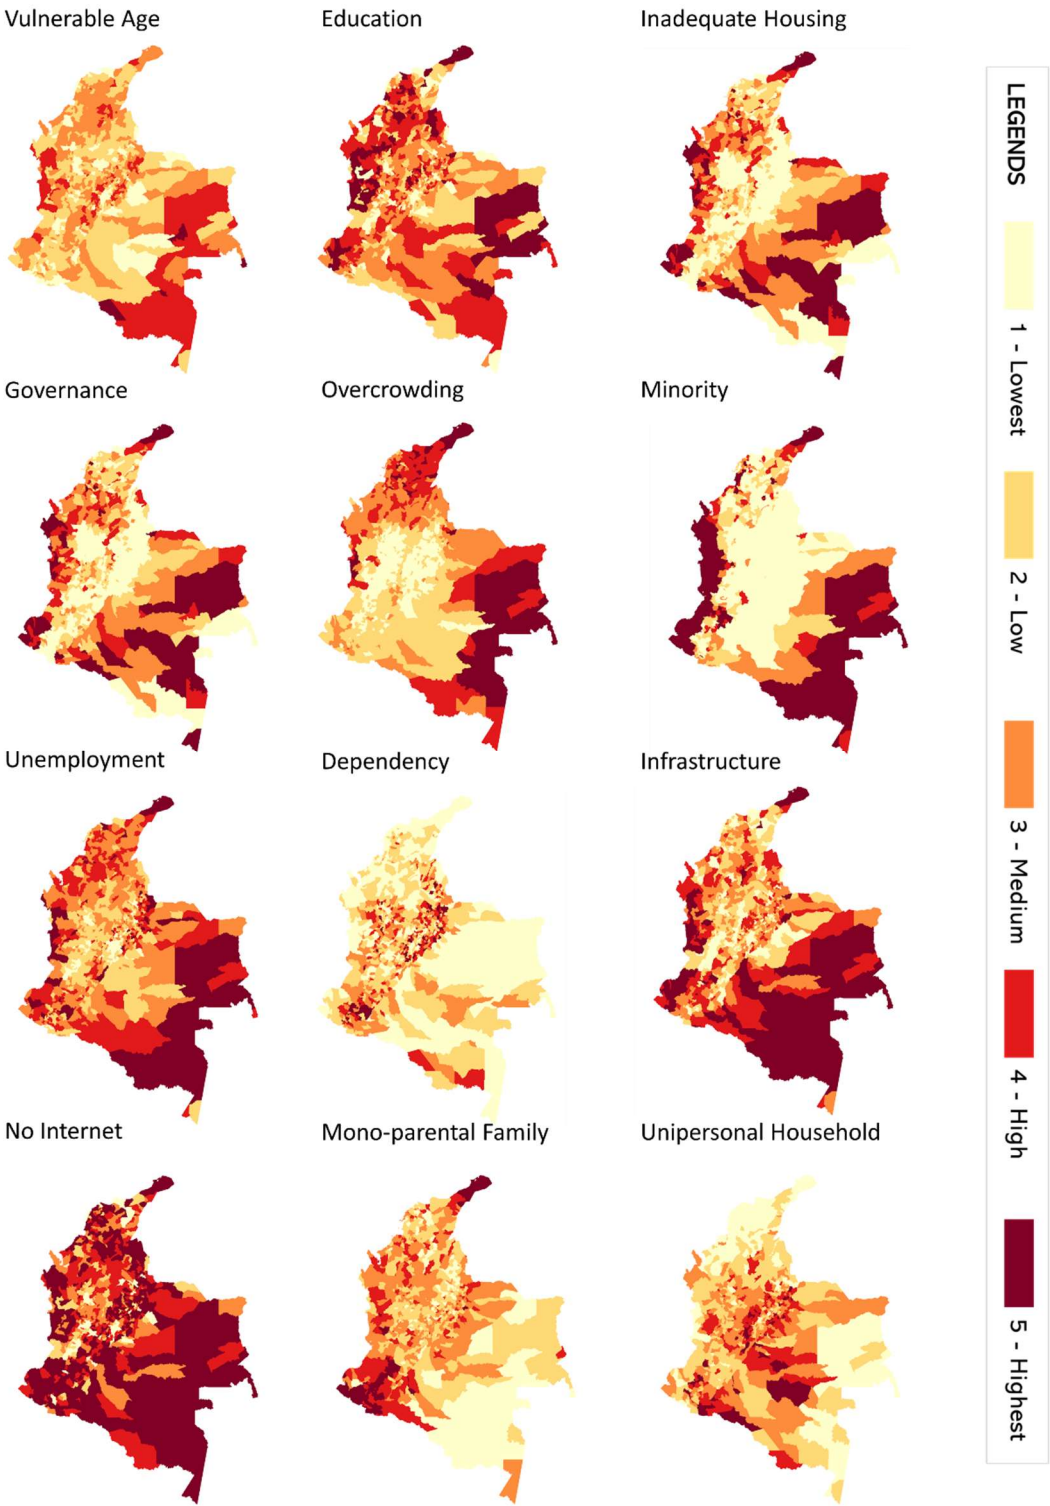 Vulnerable Age
Education
Inadequate Housing
Governance
Overcrowding
Minority
Unemployment
Dependency
Infrastructure
No Internet
Mono-parental Family
Unipersonal Household
LEGENDS
1 - Lowest
2 - Low
3 - Medium
4 - High
5 - Highest